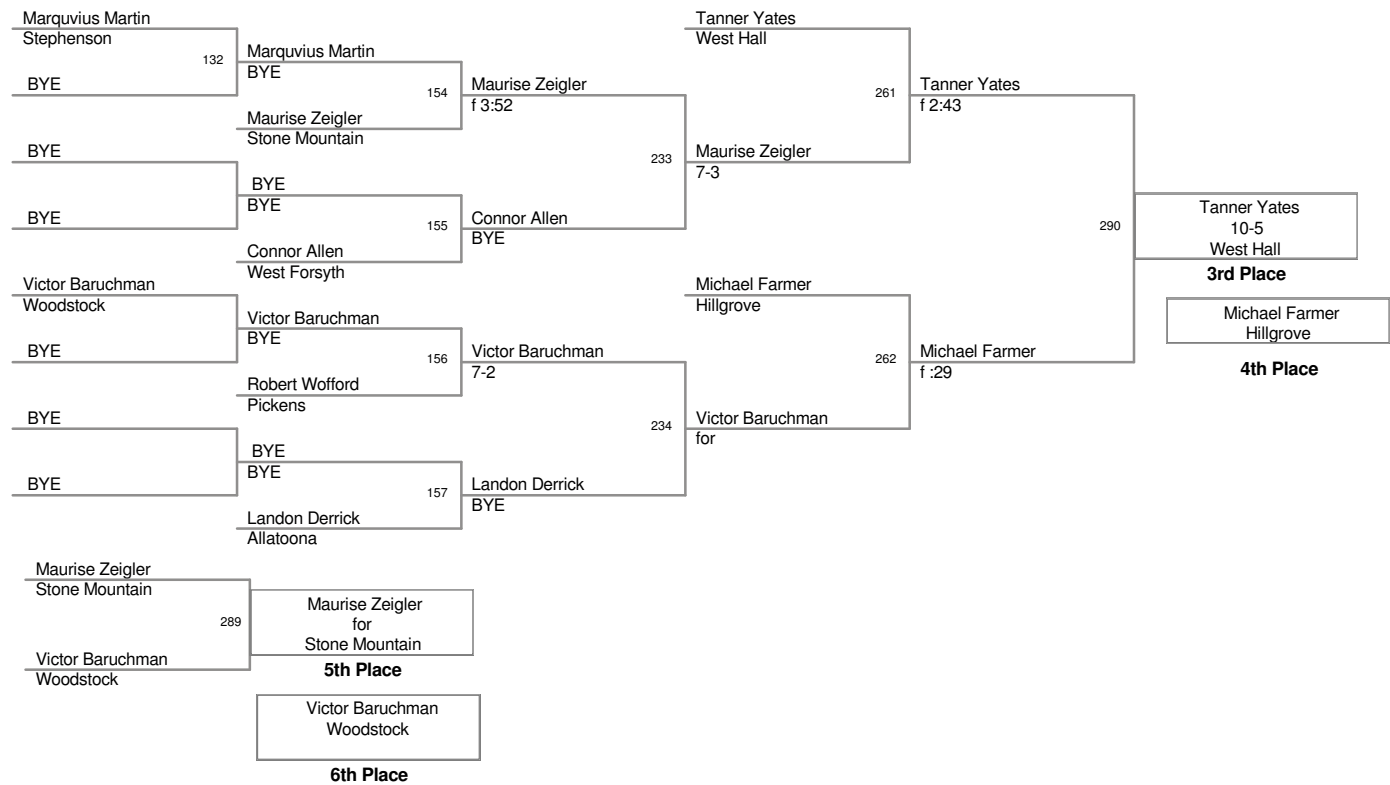 Marquvius Martin
Stephenson
132
BYE
Marquvius Martin
BYE
154
Maurise Zeigler
Stone Mountain
Maurise Zeigler
f 3:52
BYE
BYE
BYE
BYE
155
Connor Allen
West Forsyth
Connor Allen
BYE
233
Tanner Yates
West Hall
261
Maurise Zeigler
7-3
Tanner Yates
f 2:43
290
Tanner Yates
10-5
West Hall
3rd Place
Michael Farmer
Hillgrove
4th Place
Victor Baruchman
Woodstock
BYE
Victor Baruchman
BYE
156
Robert Wofford
Pickens
Victor Baruchman
7-2
BYE
BYE
BYE
BYE
157
Landon Derrick
Allatoona
Landon Derrick
BYE
234
Michael Farmer
Hillgrove
262
Victor Baruchman
for
Michael Farmer
f :29
Maurise Zeigler
Stone Mountain
289
Victor Baruchman
Woodstock
Maurise Zeigler
for
Stone Mountain
5th Place
Victor Baruchman
Woodstock
6th Place